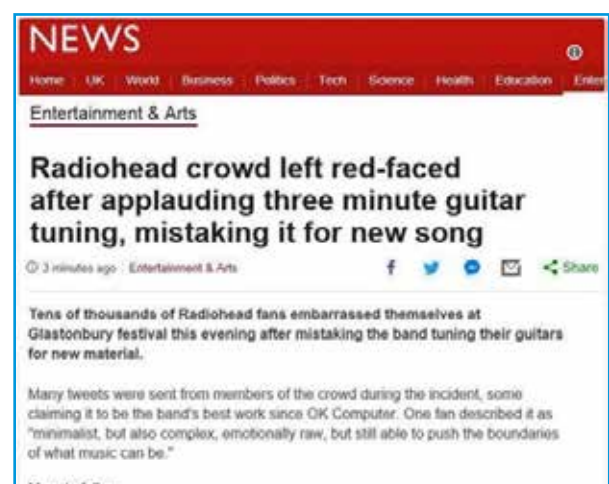 NEWS
Home UK World Business Politics Tech Science Health Education Enter
Entertainment & Arts
Radiohead crowd left red-faced
after applauding three minute guitar
tuning, mistaking it for new song
3 minutes ago Entertainment & Arts f Share
Tens of thousands of Radiohead fans embarrassed themselves at
Glastonbury festival this evening after mistaking the band tuning their guitars
for new material.
Many tweets were sent from members of the crowd during the incident, some
claiming it to be the band's best work since OK Computer. One fan described it as
"minimalist, but also complex, emotionally raw, but still able to push the boundaries
of what music can be."